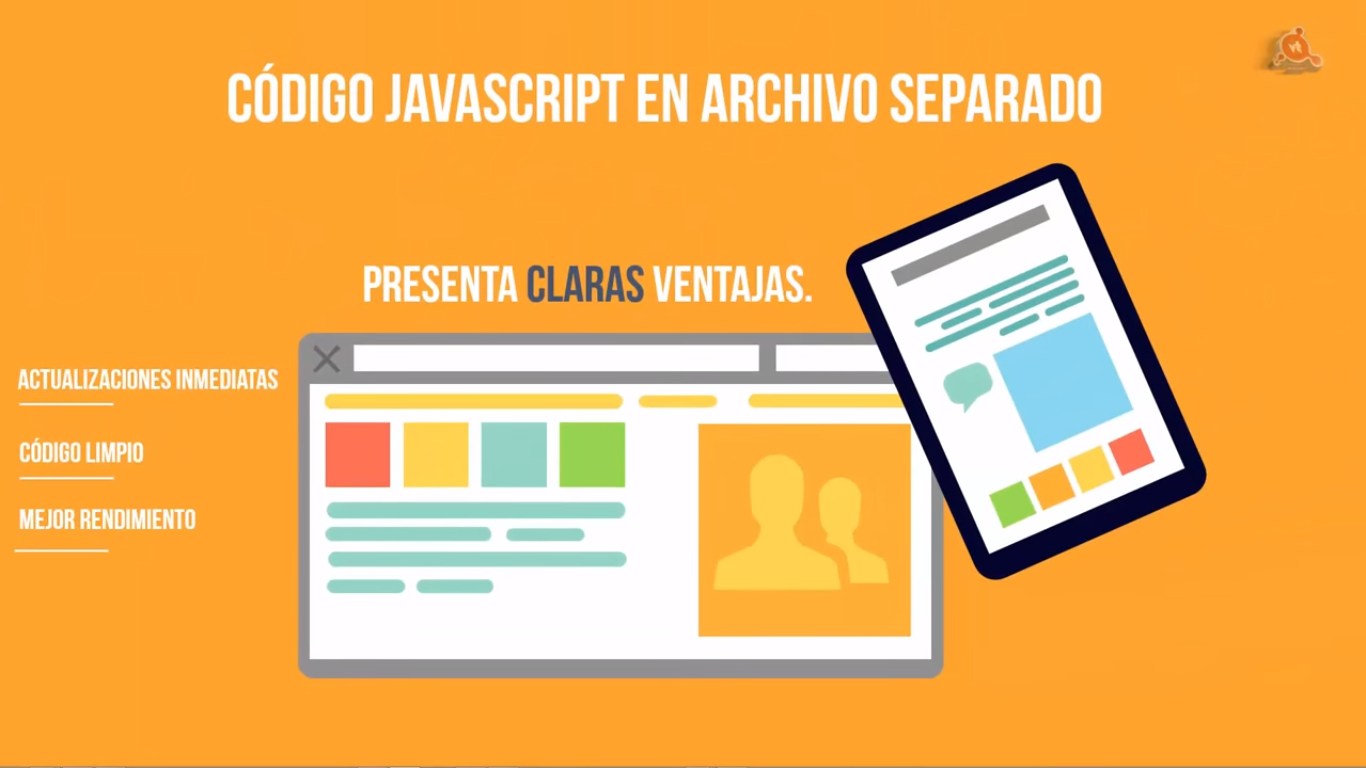 CÓDIGO JAVASCRIPT EN ARCHIVO SEPARADO
PRESENTA CLARAS VENTAJAS.
ACTUALIZACIONES INMEDIATAS
CÓDIGO LIMPIO
MEJOR RENDIMIENTO